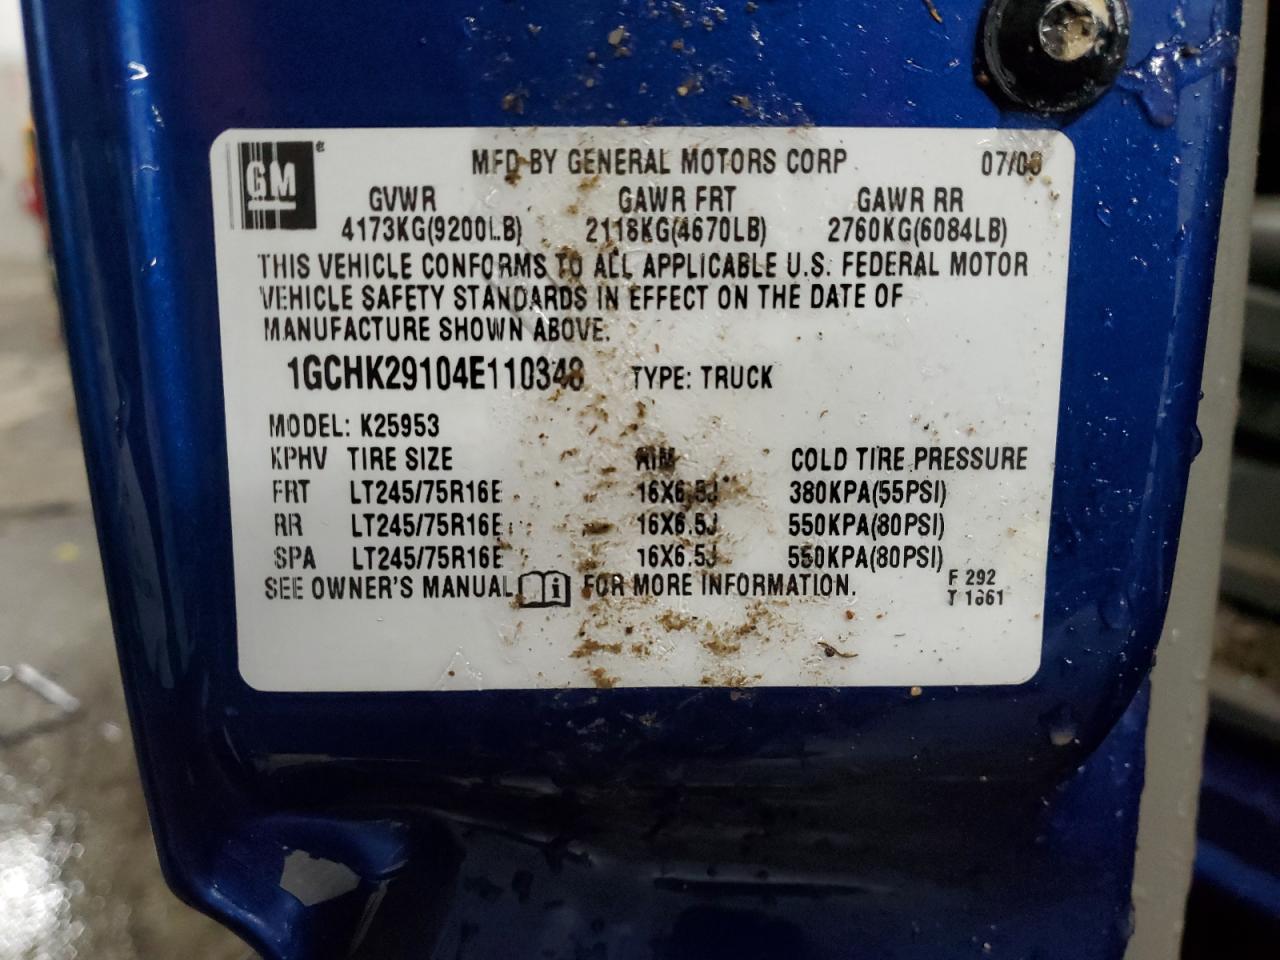 GM
MFD BY GENERAL MOTORS CORP
GVWR GAWR FRT GAWR RR
4173KG(9200LB) 2118KG(4670LB) 2760KG(6084LB)
THIS VEHICLE CONFORMS TO ALL APPLICABLE U.S. FEDERAL MOTOR
VEHICLE SAFETY STANDARDS IN EFFECT ON THE DATE OF
MANUFACTURE SHOWN ABOVE.
1GCHK29104E110348 TYPE: TRUCK
MODEL: K25953
KPHV TIRE SIZE RIM COLD TIRE PRESSURE
FRT LT245/75R16E 16X6.5J 380KPA(55PSI)
RR LT245/75R16E 16X6.5J 550KPA(80PSI)
SPA LT245/75R16E 16X6.5J 550KPA(80PSI)
SEE OWNER'S MANUAL FOR MORE INFORMATION.
F 292
T 1661